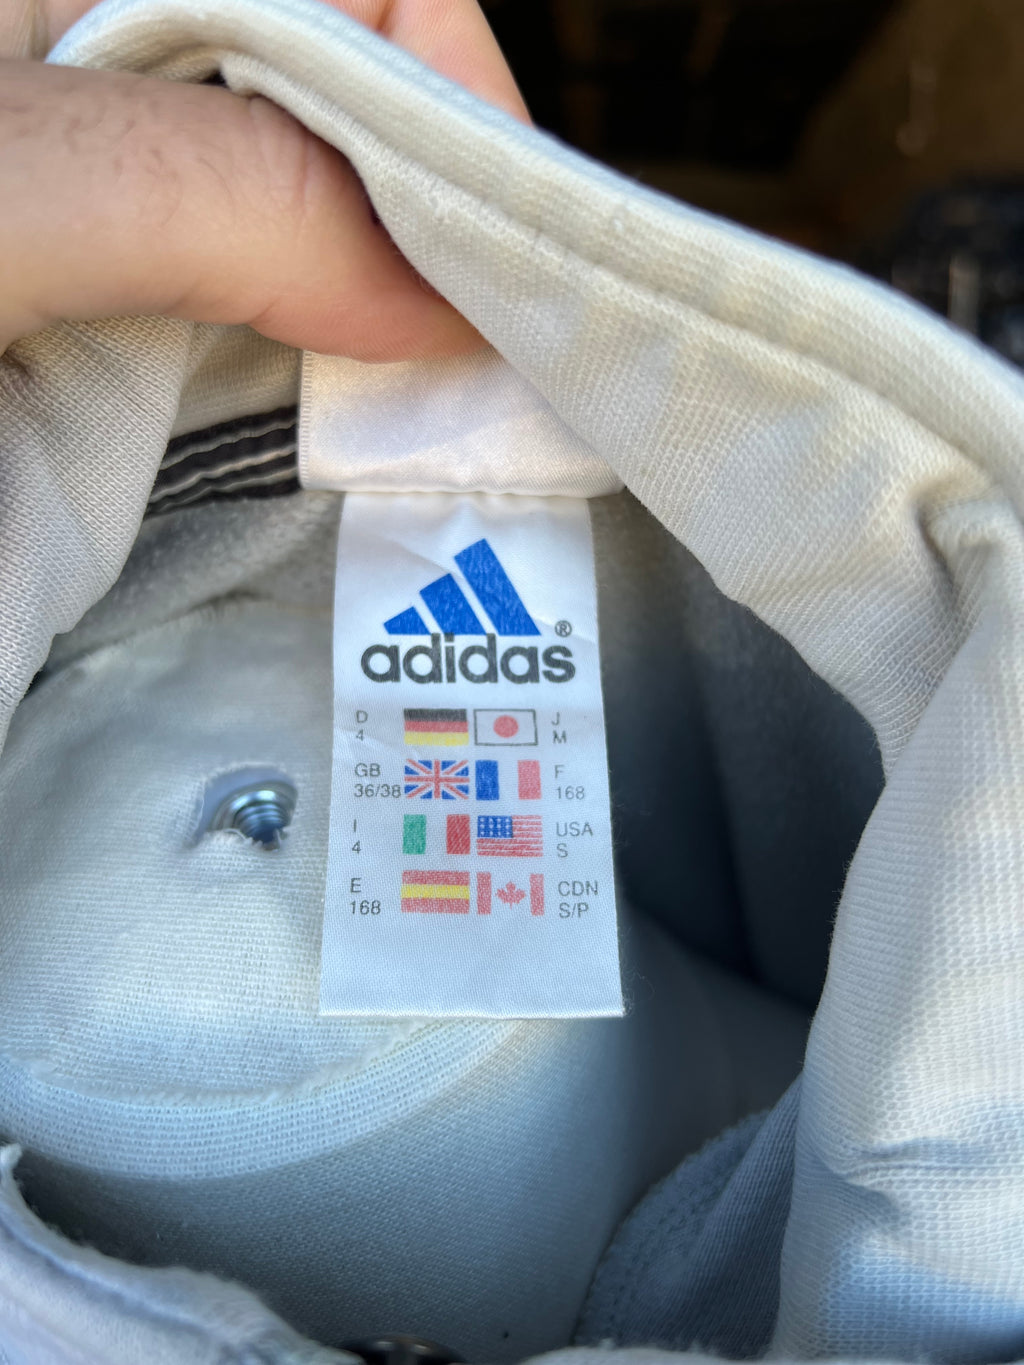 adidas®
D J
4 M
GB F
36/38 168
I USA
4 S
E CDN
168 S/P